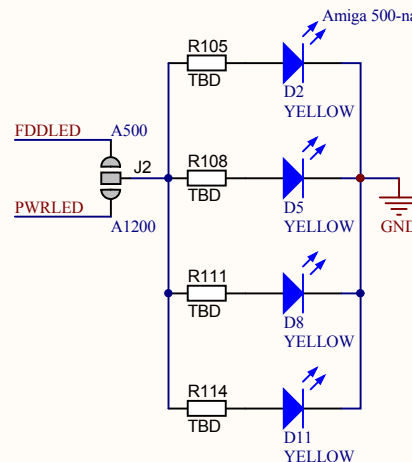 Amiga 500-na
R105
TBD
D2
YELLOW
FDDLED
A500
J2
R108
TBD
D5
YELLOW
PWRLED
A1200
GND
R111
TBD
D8
YELLOW
R114
TBD
D11
YELLOW